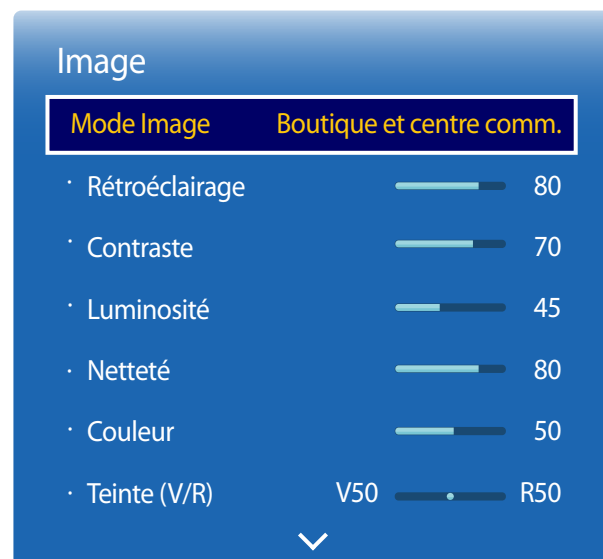 Image
Mode Image Boutique et centre comm.
· Rétroéclairage 80
· Contraste 70
· Luminosité 45
· Netteté 80
· Couleur 50
· Teinte (V/R) V50 R50